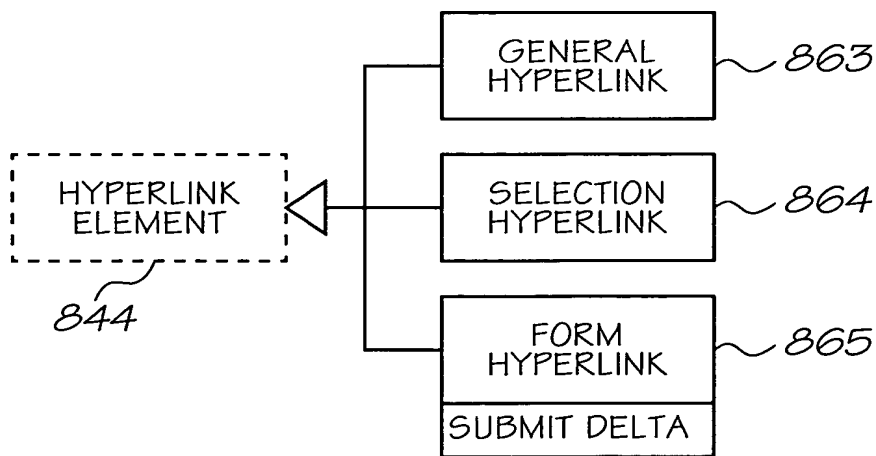 GENERAL
HYPERLINK
863
HYPERLINK
ELEMENT
844
SELECTION
HYPERLINK
864
FORM
HYPERLINK
865
SUBMIT DELTA